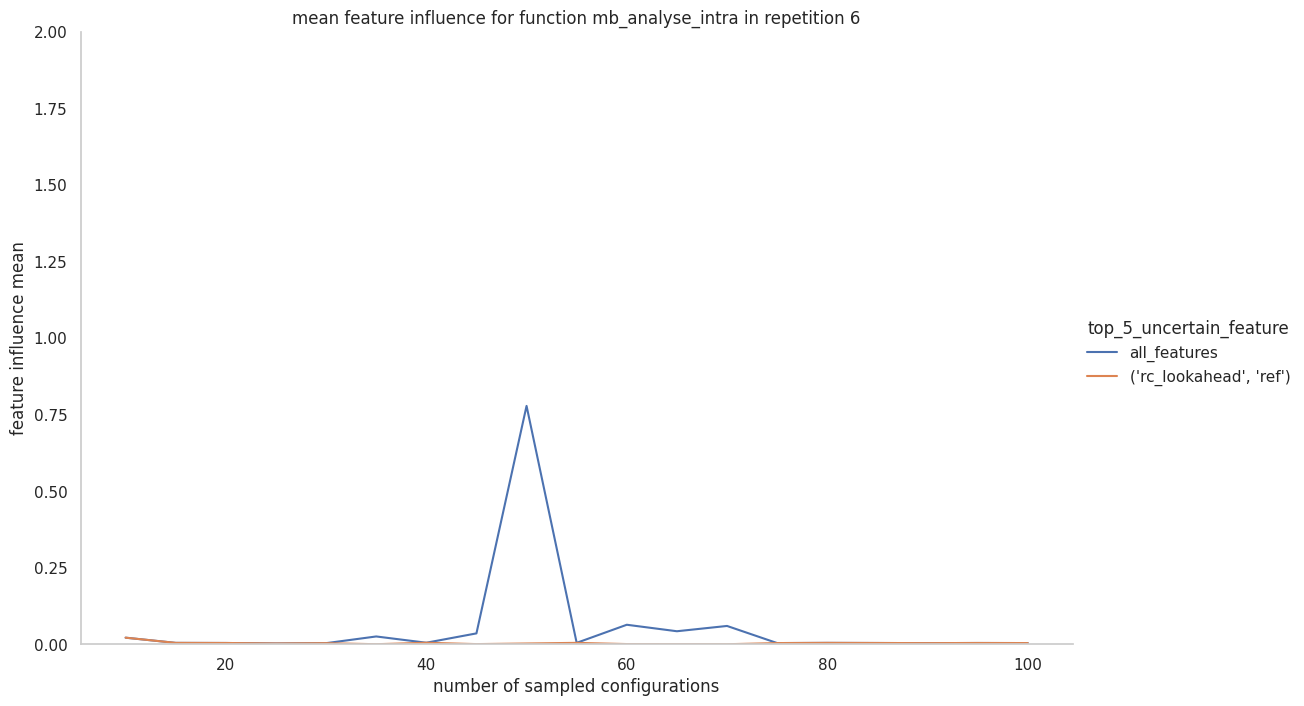 mean feature influence for function mb_analyse_intra in repetition 6
2.00
1.75
1.50
1.25
1.00
0.75
0.50
0.25
0.00
feature influence mean
20 40 60 80 100
number of sampled configurations
top_5_uncertain_feature
all_features
('rc_lookahead', 'ref')